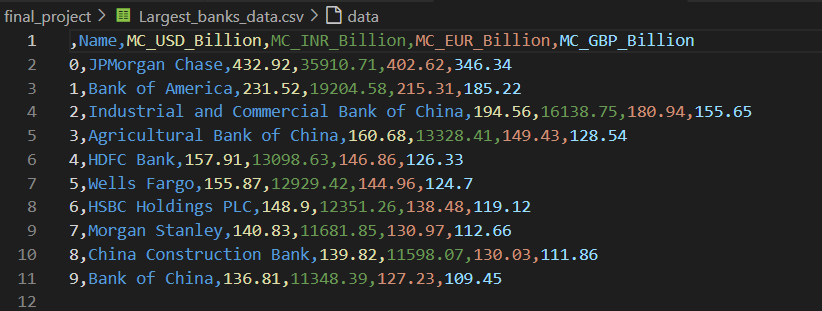 final_project > Largest_banks_data.csv > data
1 ,Name,MC_USD_Billion,MC_INR_Billion,MC_EUR_Billion,MC_GBP_Billion
2 0,JPMorgan Chase,432.92,35910.71,402.62,346.34
3 1,Bank of America,231.52,19204.58,215.31,185.22
4 2,Industrial and Commercial Bank of China,194.56,16138.75,180.94,155.65
5 3,Agricultural Bank of China,160.68,13328.41,149.43,128.54
6 4,HDFC Bank,157.91,13098.63,146.86,126.33
7 5,Wells Fargo,155.87,12929.42,144.96,124.7
8 6,HSBC Holdings PLC,148.9,12351.26,138.48,119.12
9 7,Morgan Stanley,140.83,11681.85,130.97,112.66
10 8,China Construction Bank,139.82,11598.07,130.03,111.86
11 9,Bank of China,136.81,11348.39,127.23,109.45
12